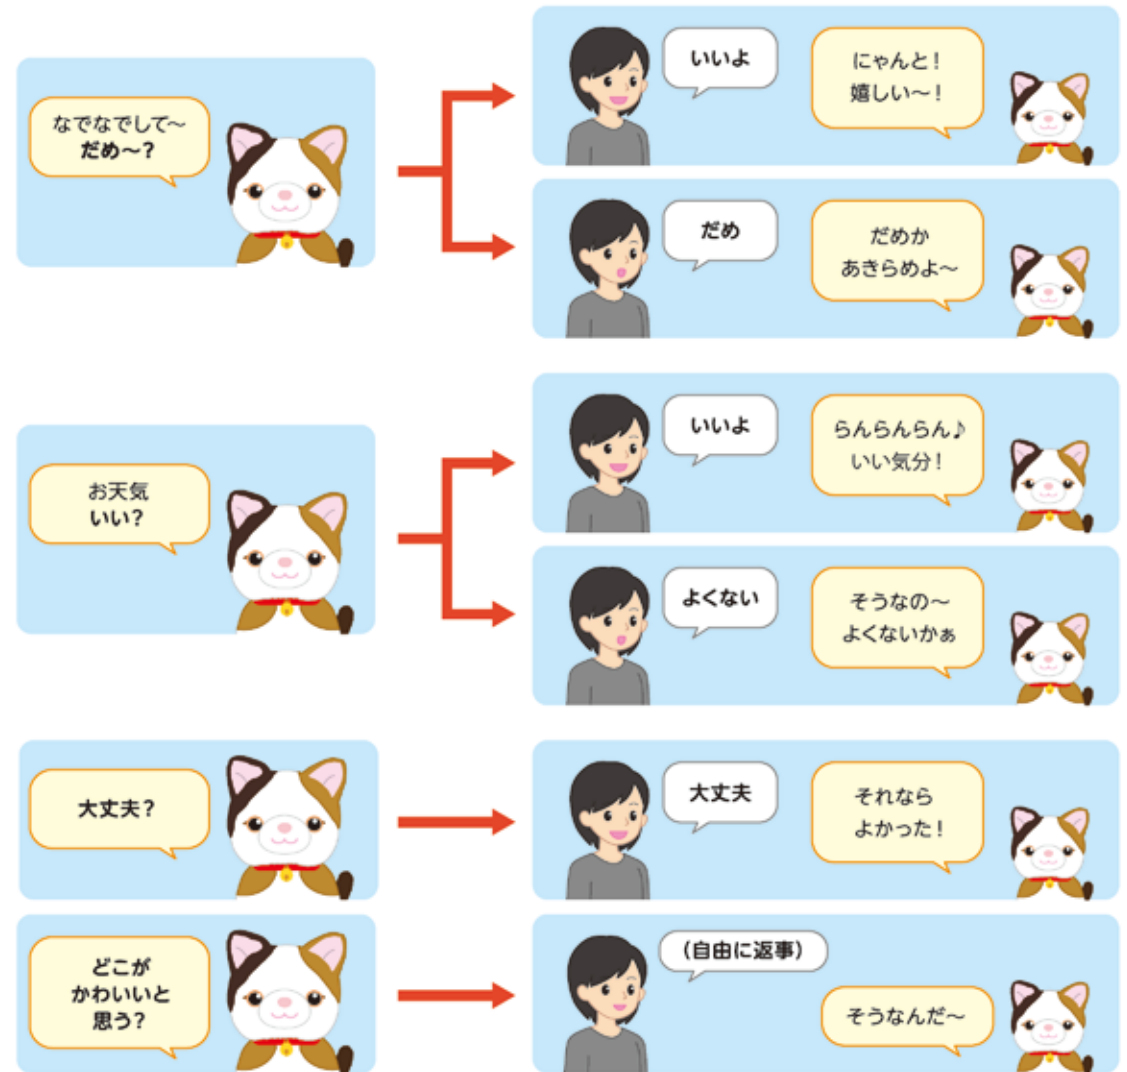 なでなでして～
だめ～？
いいよ
にゃんと！
嬉しい～！
だめ
だめか
あきらめよ～
お天気
いい？
いいよ
らんらんらん♪
いい気分！
よくない
そうなの～
よくないかぁ
大丈夫？
大丈夫
それなら
よかった！
どこが
かわいいと
思う？
（自由に返事）
そうなんだ～